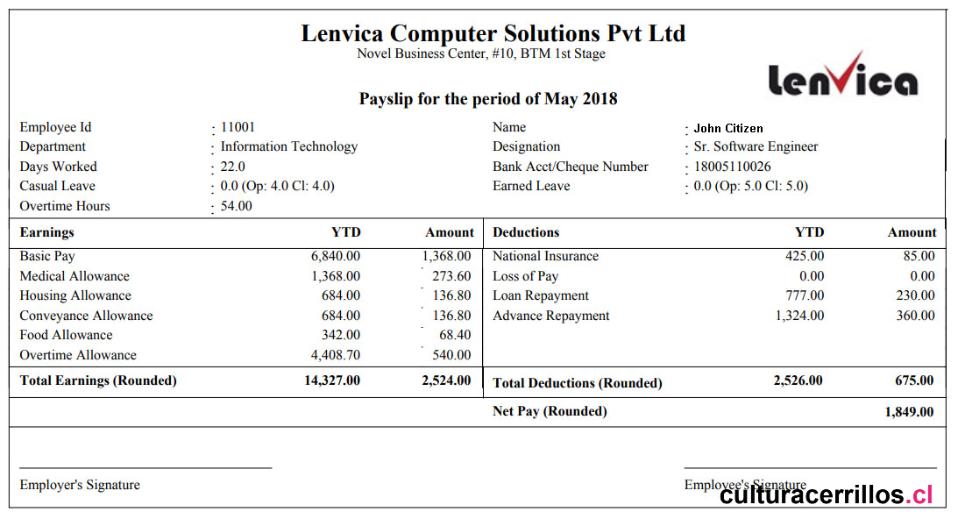 Lenvica Computer Solutions Pvt Ltd
Novel Business Center, #10, BTM 1st Stage
LenVica
Payslip for the period of May 2018
Employee Id : 11001 Name : John Citizen
Department : Information Technology Designation : Sr. Software Engineer
Days Worked : 22.0 Bank Acct/Cheque Number : 18005110026
Casual Leave : 0.0 (Op: 4.0 Cl: 4.0) Earned Leave : 0.0 (Op: 5.0 Cl: 5.0)
Overtime Hours : 54.00
Earnings YTD Amount Deductions YTD Amount
Basic Pay 6,840.00 1,368.00 National Insurance 425.00 85.00
Medical Allowance 1,368.00 273.60 Loss of Pay 0.00 0.00
Housing Allowance 684.00 136.80 Loan Repayment 777.00 230.00
Conveyance Allowance 684.00 136.80 Advance Repayment 1,324.00 360.00
Food Allowance 342.00 68.40
Overtime Allowance 4,408.70 540.00
Total Earnings (Rounded) 14,327.00 2,524.00 Total Deductions (Rounded) 2,526.00 675.00
Net Pay (Rounded) 1,849.00
Employer's Signature Employee's Signature
culturacerrillos.cl